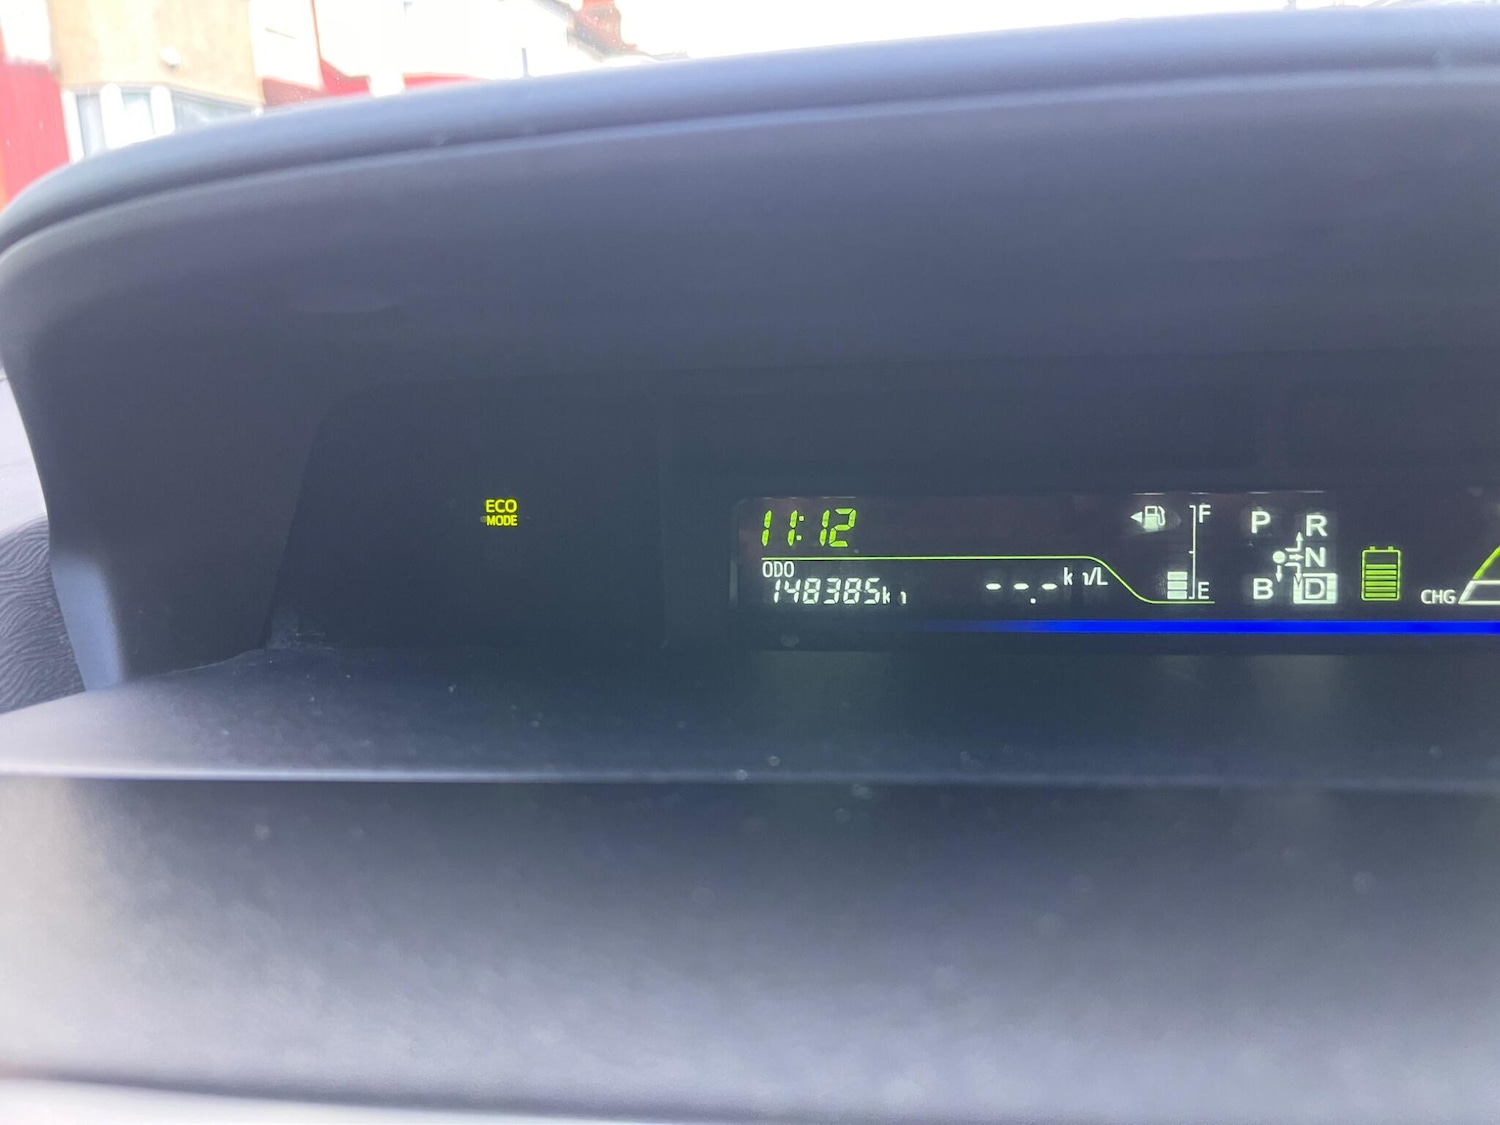 ECO
MODE
11:12
ODO
148385km
--.- km/L
F
E
P R
N
B D
CHG